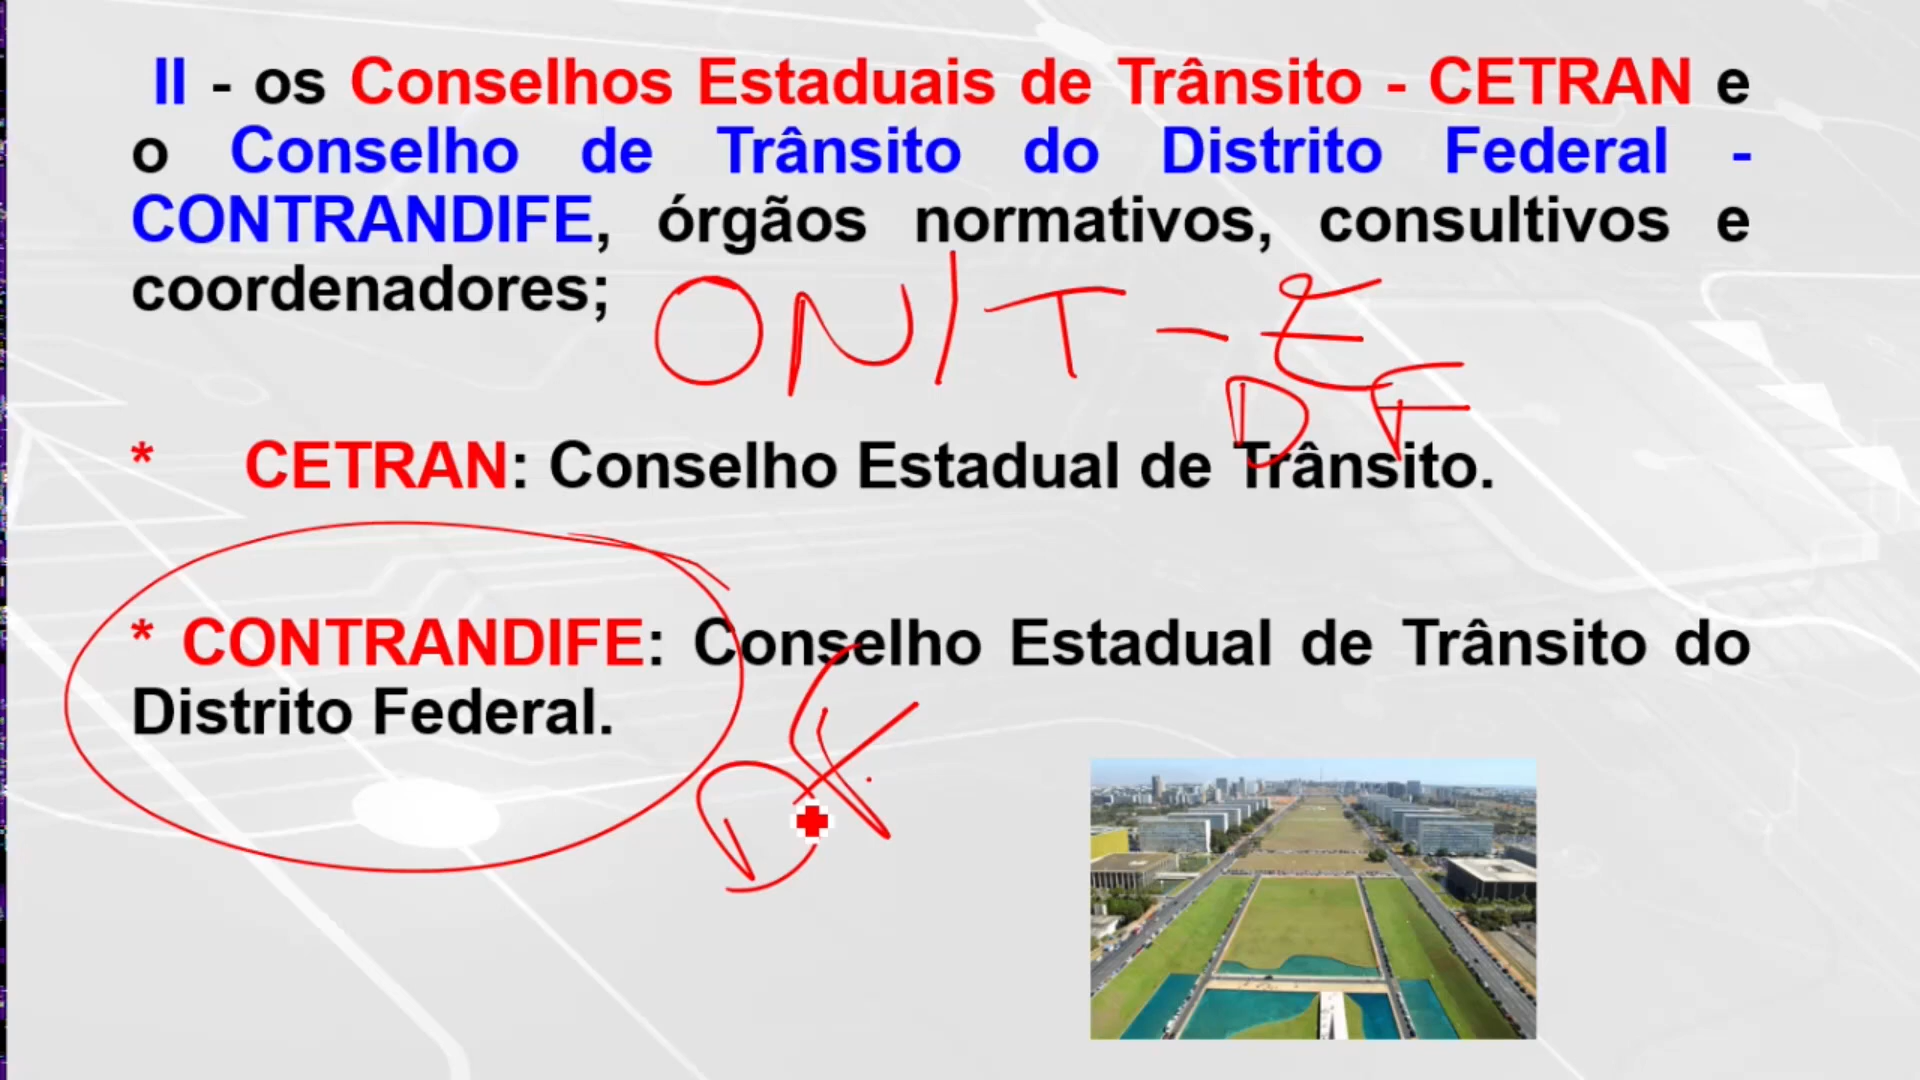 II - os Conselhos Estaduais de Trânsito - CETRAN e
o Conselho de Trânsito do Distrito Federal -
CONTRANDIFE, órgãos normativos, consultivos e
coordenadores;
ON/T - E
DF
* CETRAN: Conselho Estadual de Trânsito.
* CONTRANDIFE: Conselho Estadual de Trânsito do
Distrito Federal.
DF